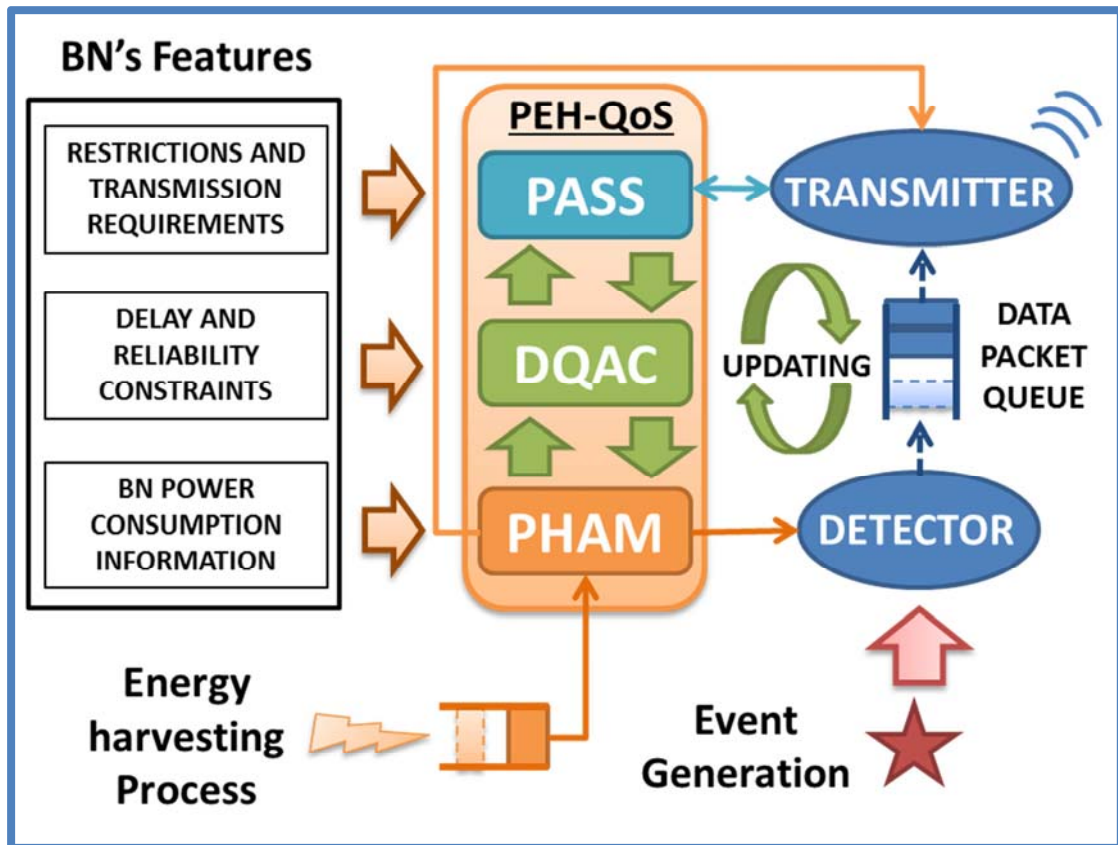 BN's Features
RESTRICTIONS AND
TRANSMISSION
REQUIREMENTS
DELAY AND
RELIABILITY
CONSTRAINTS
BN POWER
CONSUMPTION
INFORMATION
PEH-QoS
PASS
DQAC
PHAM
TRANSMITTER
UPDATING
DATA
PACKET
QUEUE
DETECTOR
Energy
harvesting
Process
Event
Generation